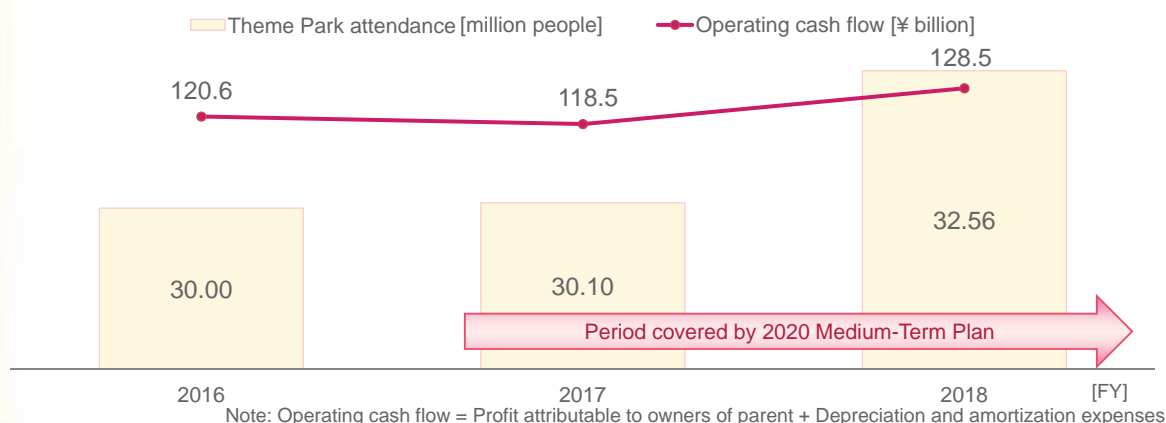 Theme Park attendance [million people] Operating cash flow [¥ billion]
120.6 118.5 128.5
30.00 30.10 32.56
Period covered by 2020 Medium-Term Plan
2016 2017 2018 [FY]
Note: Operating cash flow = Profit attributable to owners of parent + Depreciation and amortization expenses